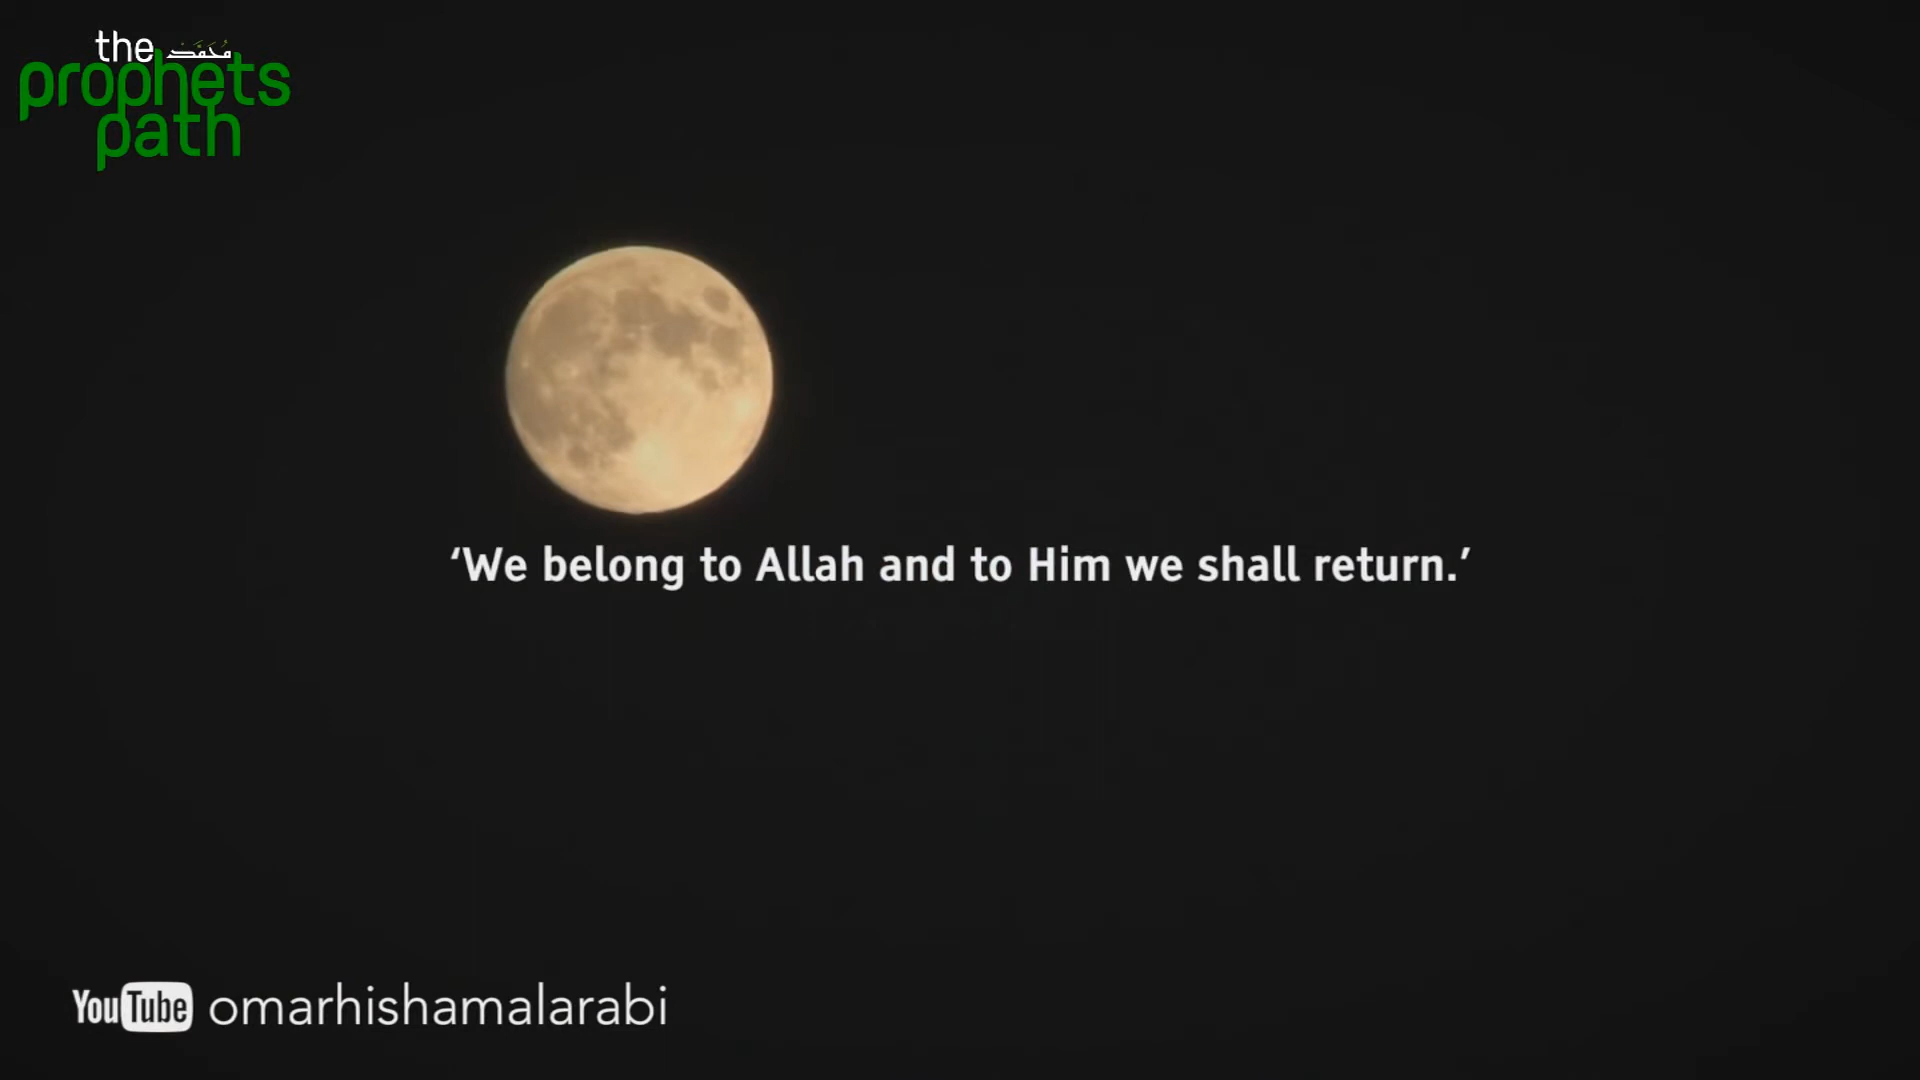 the مُحَمَّد
prophets
path
‘We belong to Allah and to Him we shall return.’
YouTube omarhishamalarabi